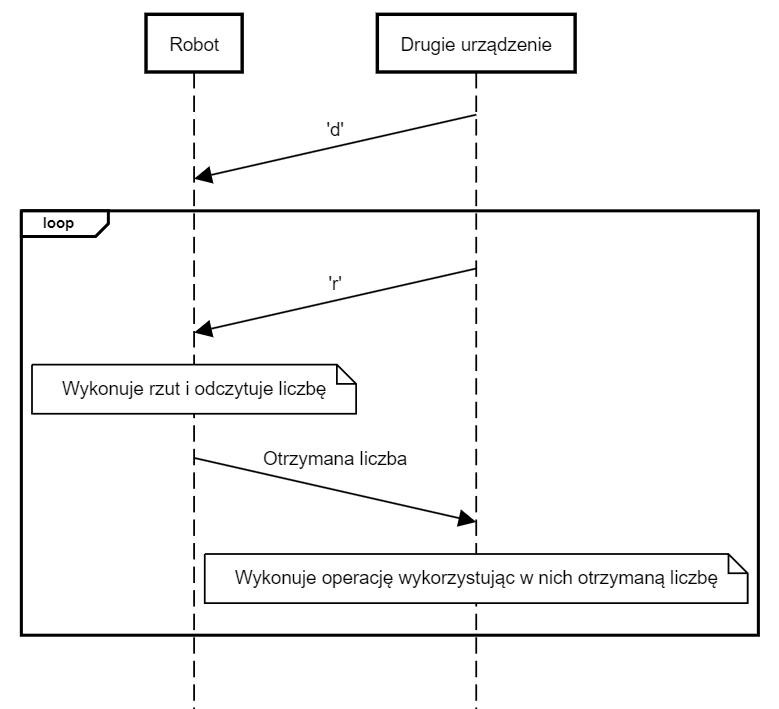 Robot
Drugie urządzenie
'd'
loop
'r'
Wykonuje rzut i odczytuje liczbę
Otrzymana liczba
Wykonuje operację wykorzystując w nich otrzymaną liczbę